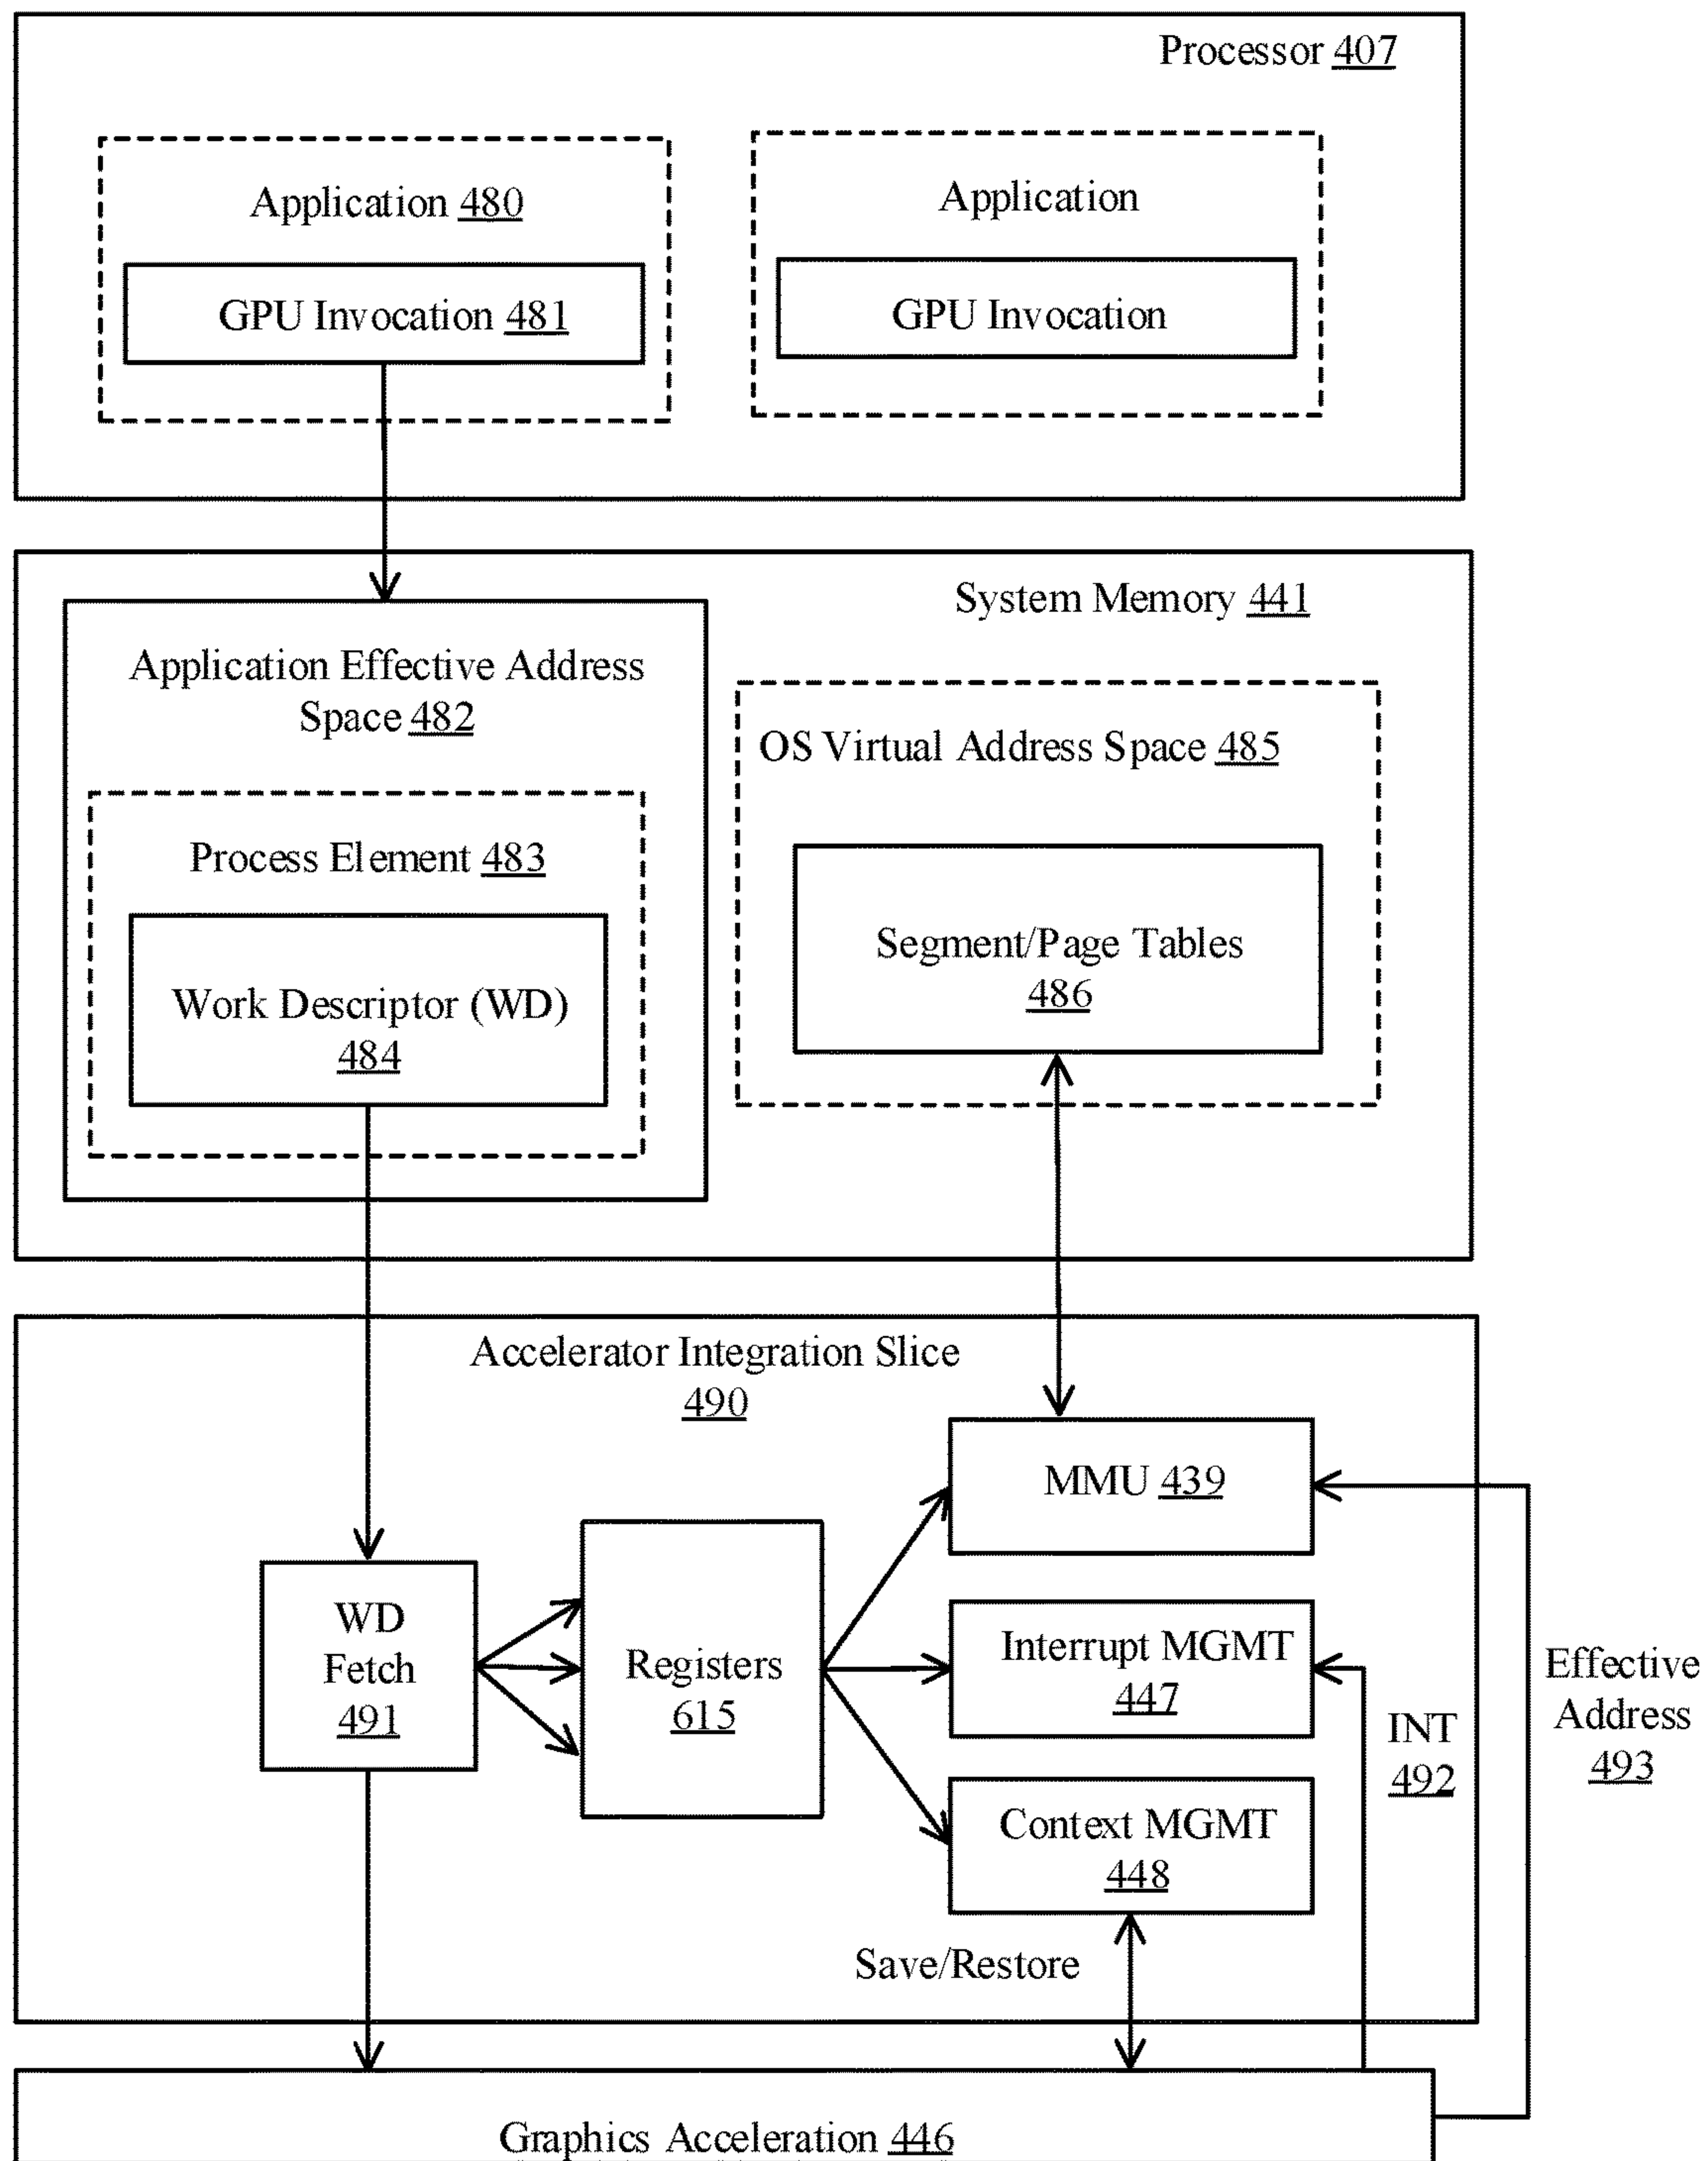 Processor 407
Application 480
Application
GPU Invocation 481
GPU Invocation
System Memory 441
Application Effective Address
Space 482
OS Virtual Address Space 485
Process Element 483
Segment/Page Tables
486
Work Descriptor (WD)
484
Accelerator Integration Slice
490
MMU 439
WD
Fetch
491
Registers
615
Interrupt MGMT
447
Effective
Address
493
INT
492
Context MGMT
448
Save/Restore
Graphics Acceleration 446